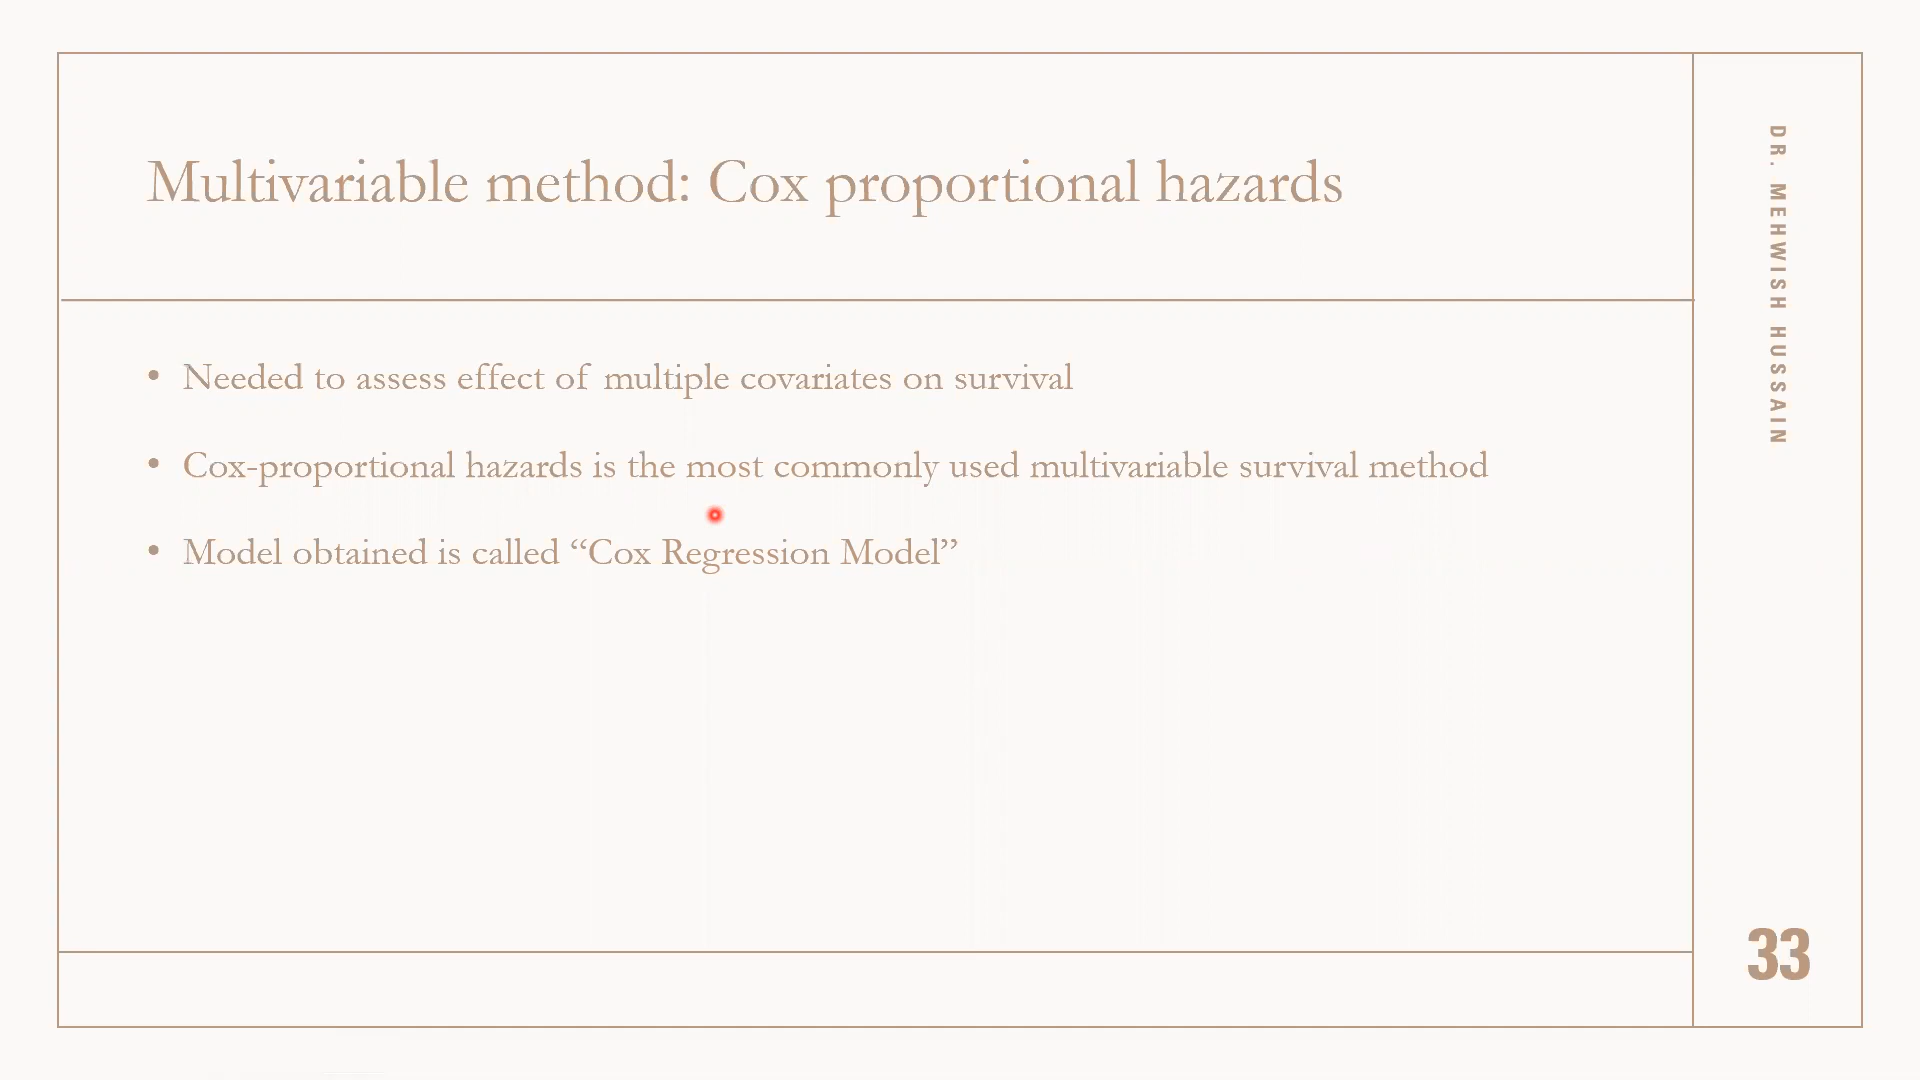 Multivariable method: Cox proportional hazards
• Needed to assess effect of multiple covariates on survival
• Cox-proportional hazards is the most commonly used multivariable survival method
• Model obtained is called “Cox Regression Model”
DR. MEHWISH HUSSAIN
33